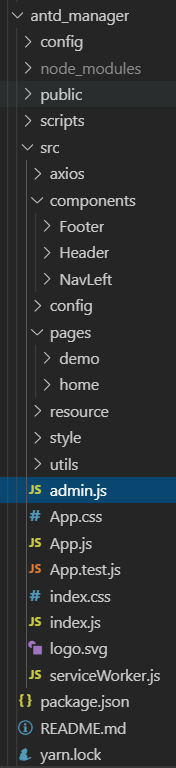 antd_manager
config
node_modules
public
scripts
src
axios
components
Footer
Header
NavLeft
config
pages
demo
home
resource
style
utils
JS admin.js
# App.css
JS App.js
JS App.test.js
# index.css
JS index.js
logo.svg
JS serviceWorker.js
{} package.json
README.md
yarn.lock